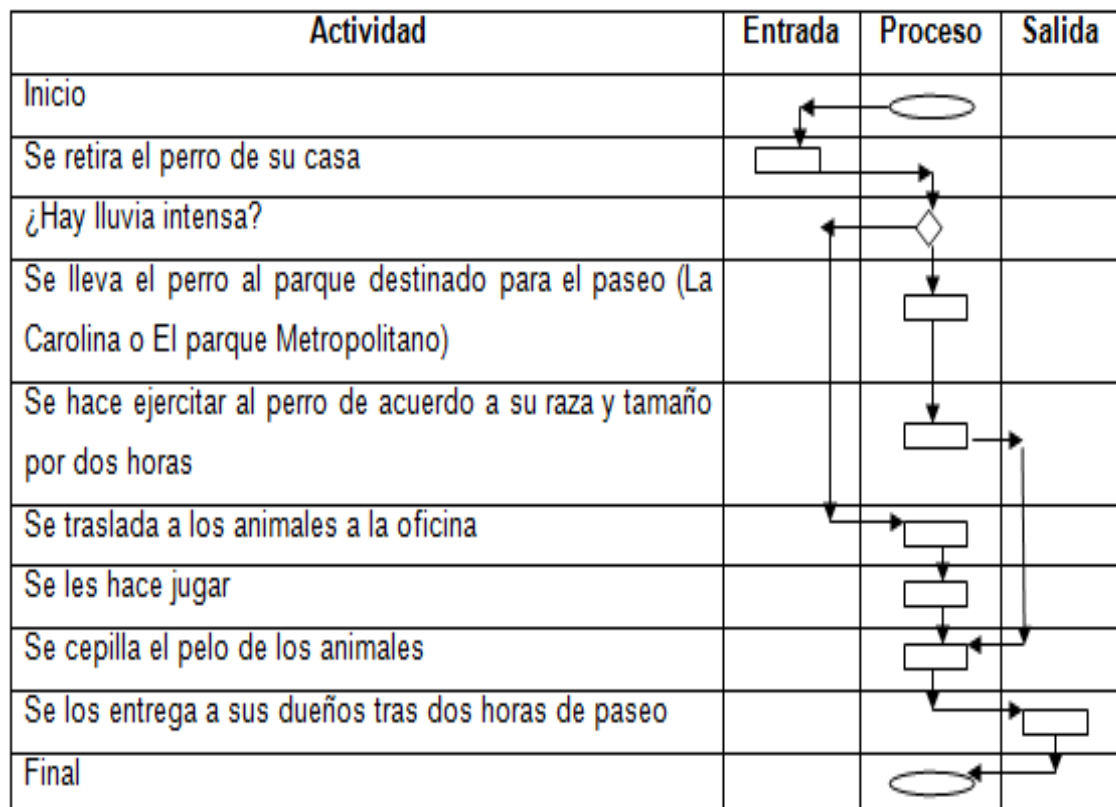 Actividad Entrada Proceso Salida
Inicio
Se retira el perro de su casa
¿Hay lluvia intensa?
Se lleva el perro al parque destinado para el paseo (La
Carolina o El parque Metropolitano)
Se hace ejercitar al perro de acuerdo a su raza y tamaño
por dos horas
Se traslada a los animales a la oficina
Se les hace jugar
Se cepilla el pelo de los animales
Se los entrega a sus dueños tras dos horas de paseo
Final